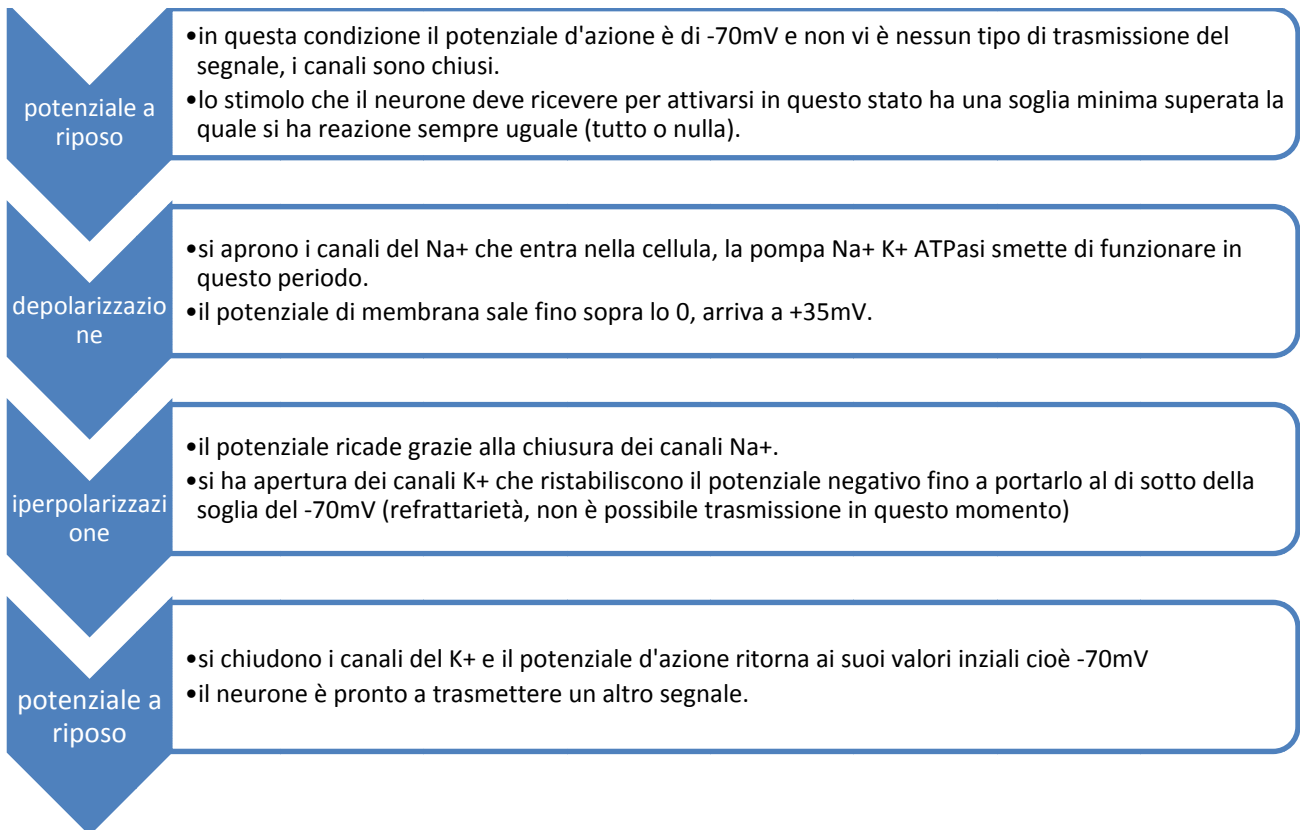 potenziale a
riposo
•in questa condizione il potenziale d'azione è di -70mV e non vi è nessun tipo di trasmissione del
segnale, i canali sono chiusi.
•lo stimolo che il neurone deve ricevere per attivarsi in questo stato ha una soglia minima superata la
quale si ha reazione sempre uguale (tutto o nulla).
depolarizzazio
ne
•si aprono i canali del Na+ che entra nella cellula, la pompa Na+ K+ ATPasi smette di funzionare in
questo periodo.
•il potenziale di membrana sale fino sopra lo 0, arriva a +35mV.
iperpolarizzazi
one
•il potenziale ricade grazie alla chiusura dei canali Na+.
•si ha apertura dei canali K+ che ristabiliscono il potenziale negativo fino a portarlo al di sotto della
soglia del -70mV (refrattarietà, non è possibile trasmissione in questo momento)
potenziale a
riposo
•si chiudono i canali del K+ e il potenziale d'azione ritorna ai suoi valori inziali cioè -70mV
•il neurone è pronto a trasmettere un altro segnale.